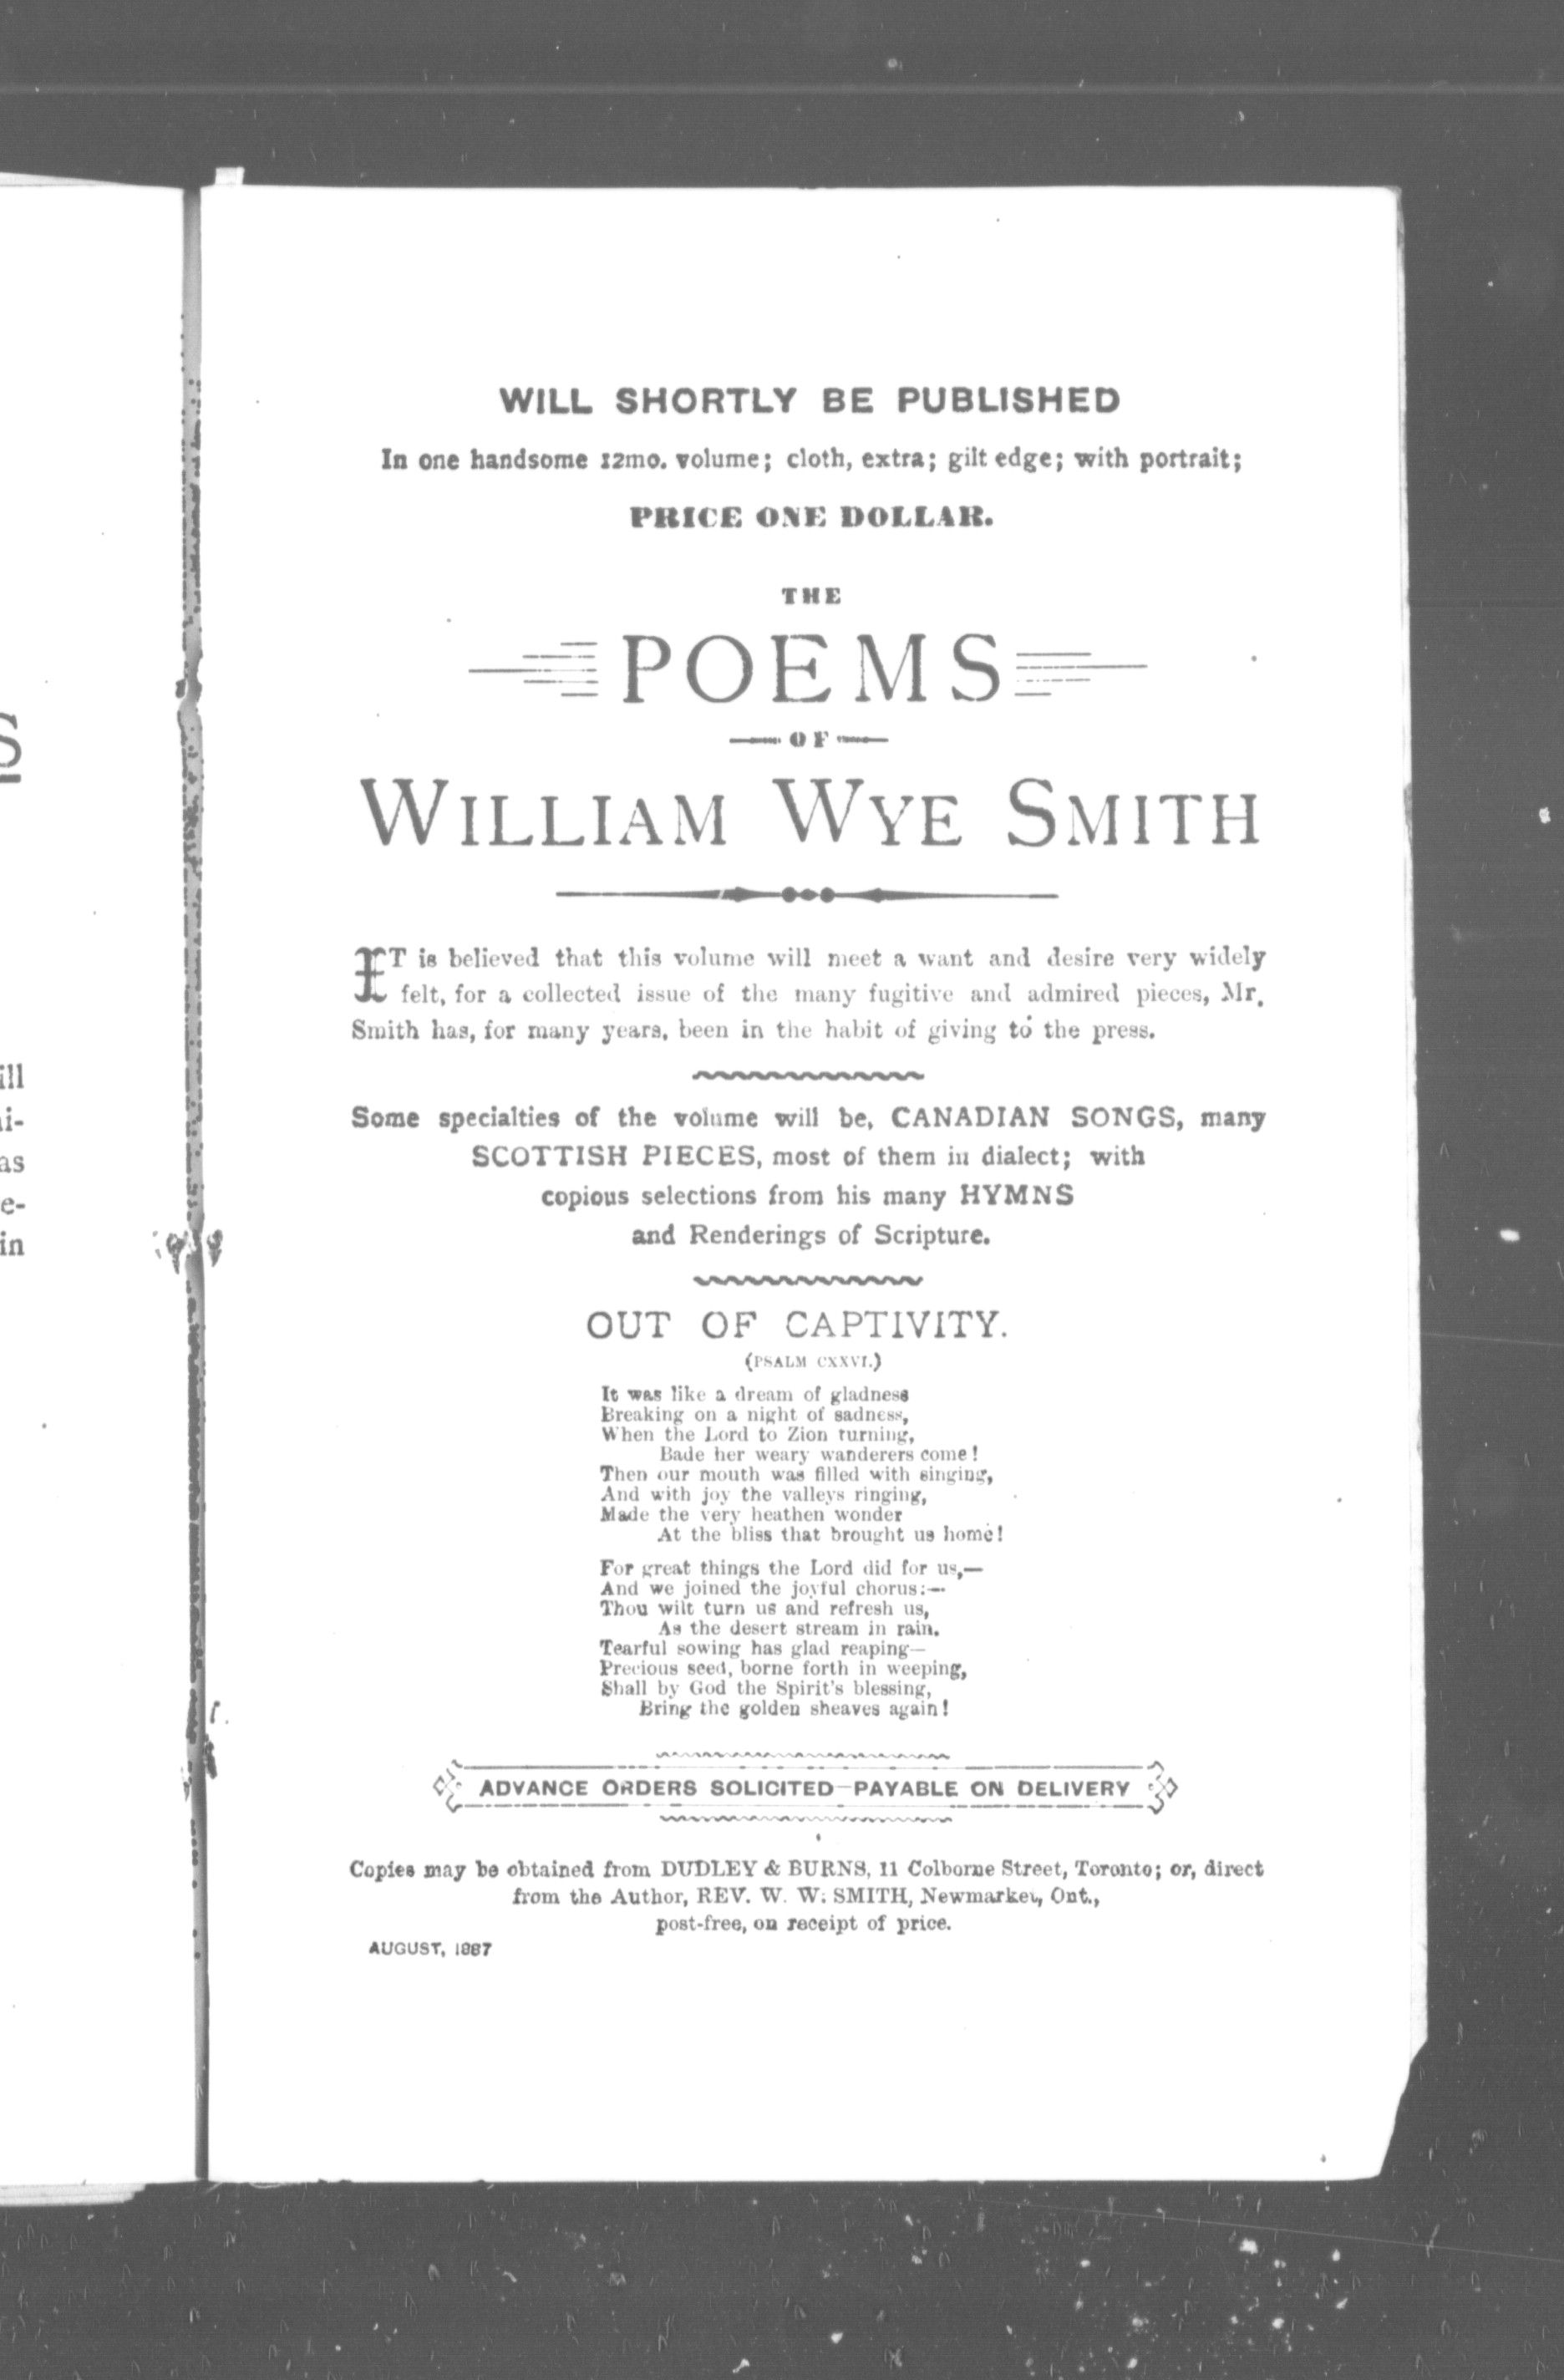 WILL SHORTLY BE PUBLISHED
In one handsome 12mo. volume; cloth, extra; gilt edge; with portrait;
PRICE ONE DOLLAR.
THE
POEMS
OF
WILLIAM WYE SMITH
IT is believed that this volume will meet a want and desire very widely
felt, for a collected issue of the many fugitive and admired pieces, Mr.
Smith has, for many years, been in the habit of giving to the press.
Some specialties of the volume will be, CANADIAN SONGS, many
SCOTTISH PIECES, most of them in dialect; with
copious selections from his many HYMNS
and Renderings of Scripture.
OUT OF CAPTIVITY.
(PSALM CXXVI.)
It was like a dream of gladness
Breaking on a night of sadness,
When the Lord to Zion turning,
Bade her weary wanderers come!
Then our mouth was filled with singing,
And with joy the valleys ringing,
Made the very heathen wonder
At the bliss that brought us home!
For great things the Lord did for us,—
And we joined the joyful chorus:—
Thou wilt turn us and refresh us,
As the desert stream in rain.
Tearful sowing has glad reaping—
Precious seed, borne forth in weeping,
Shall by God the Spirit's blessing,
Bring the golden sheaves again!
ADVANCE ORDERS SOLICITED—PAYABLE ON DELIVERY
Copies may be obtained from DUDLEY & BURNS, 11 Colborne Street, Toronto; or, direct
from the Author, REV. W. W. SMITH, Newmarket, Ont.,
post-free, on receipt of price.
AUGUST, 1887
S
ill
i-
as
e-
in